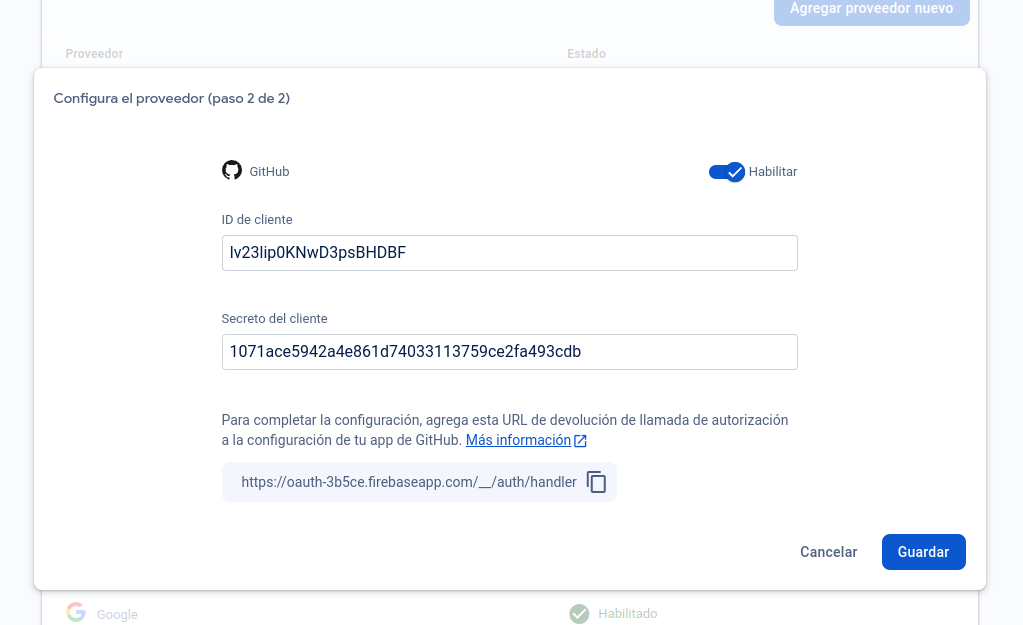 Agregar proveedor nuevo
Proveedor Estado
Configura el proveedor (paso 2 de 2)
GitHub Habilitar
ID de cliente
Iv23lip0KNwD3psBHDBF
Secreto del cliente
1071ace5942a4e861d74033113759ce2fa493cdb
Para completar la configuración, agrega esta URL de devolución de llamada de autorización
a la configuración de tu app de GitHub. Más información
https://oauth-3b5ce.firebaseapp.com/__/auth/handler
Cancelar Guardar
Google Habilitado